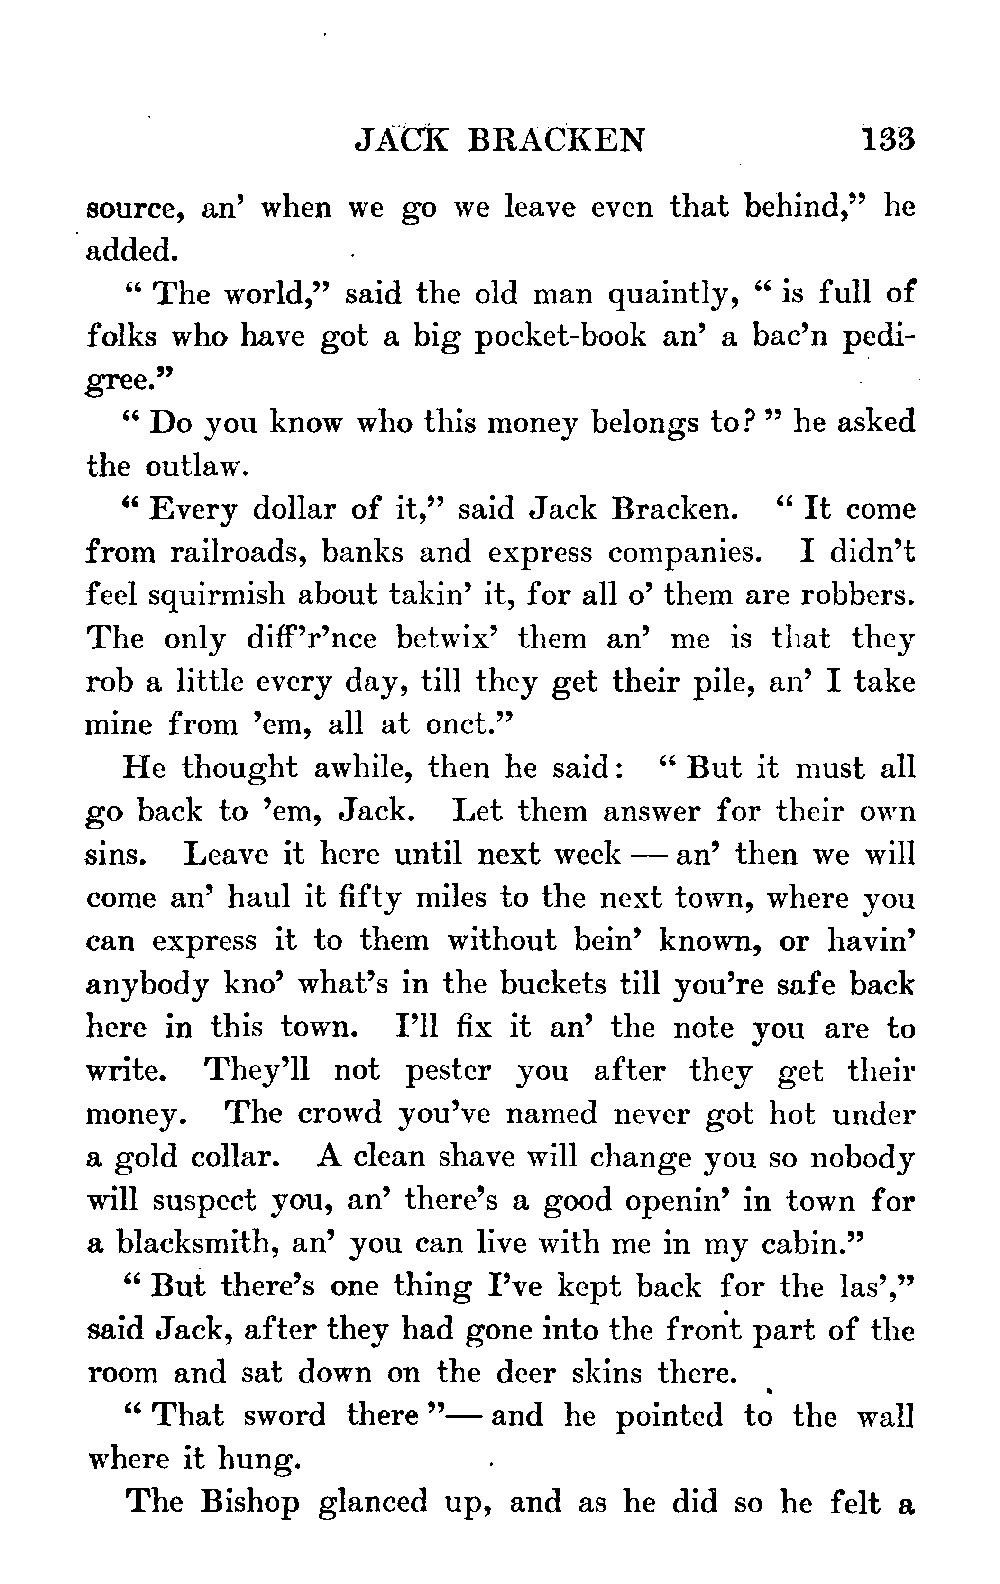 JACK BRACKEN 133
source, an' when we go we leave even that behind," he
added.
" The world," said the old man quaintly, " is full of
folks who have got a big pocket-book an' a bac'n pedi-
gree."
" Do you know who this money belongs to? " he asked
the outlaw.
" Every dollar of it," said Jack Bracken. " It come
from railroads, banks and express companies. I didn't
feel squirmish about takin' it, for all o' them are robbers.
The only diff'r'nce betwix' them an' me is that they
rob a little every day, till they get their pile, an' I take
mine from 'em, all at onct."
He thought awhile, then he said: " But it must all
go back to 'em, Jack. Let them answer for their own
sins. Leave it here until next week — an' then we will
come an' haul it fifty miles to the next town, where you
can express it to them without bein' known, or havin'
anybody kno' what's in the buckets till you're safe back
here in this town. I'll fix it an' the note you are to
write. They'll not pester you after they get their
money. The crowd you've named never got hot under
a gold collar. A clean shave will change you so nobody
will suspect you, an' there's a good openin' in town for
a blacksmith, an' you can live with me in my cabin."
" But there's one thing I've kept back for the las',"
said Jack, after they had gone into the front part of the
room and sat down on the deer skins there.
" That sword there "— and he pointed to the wall
where it hung.
The Bishop glanced up, and as he did so he felt a